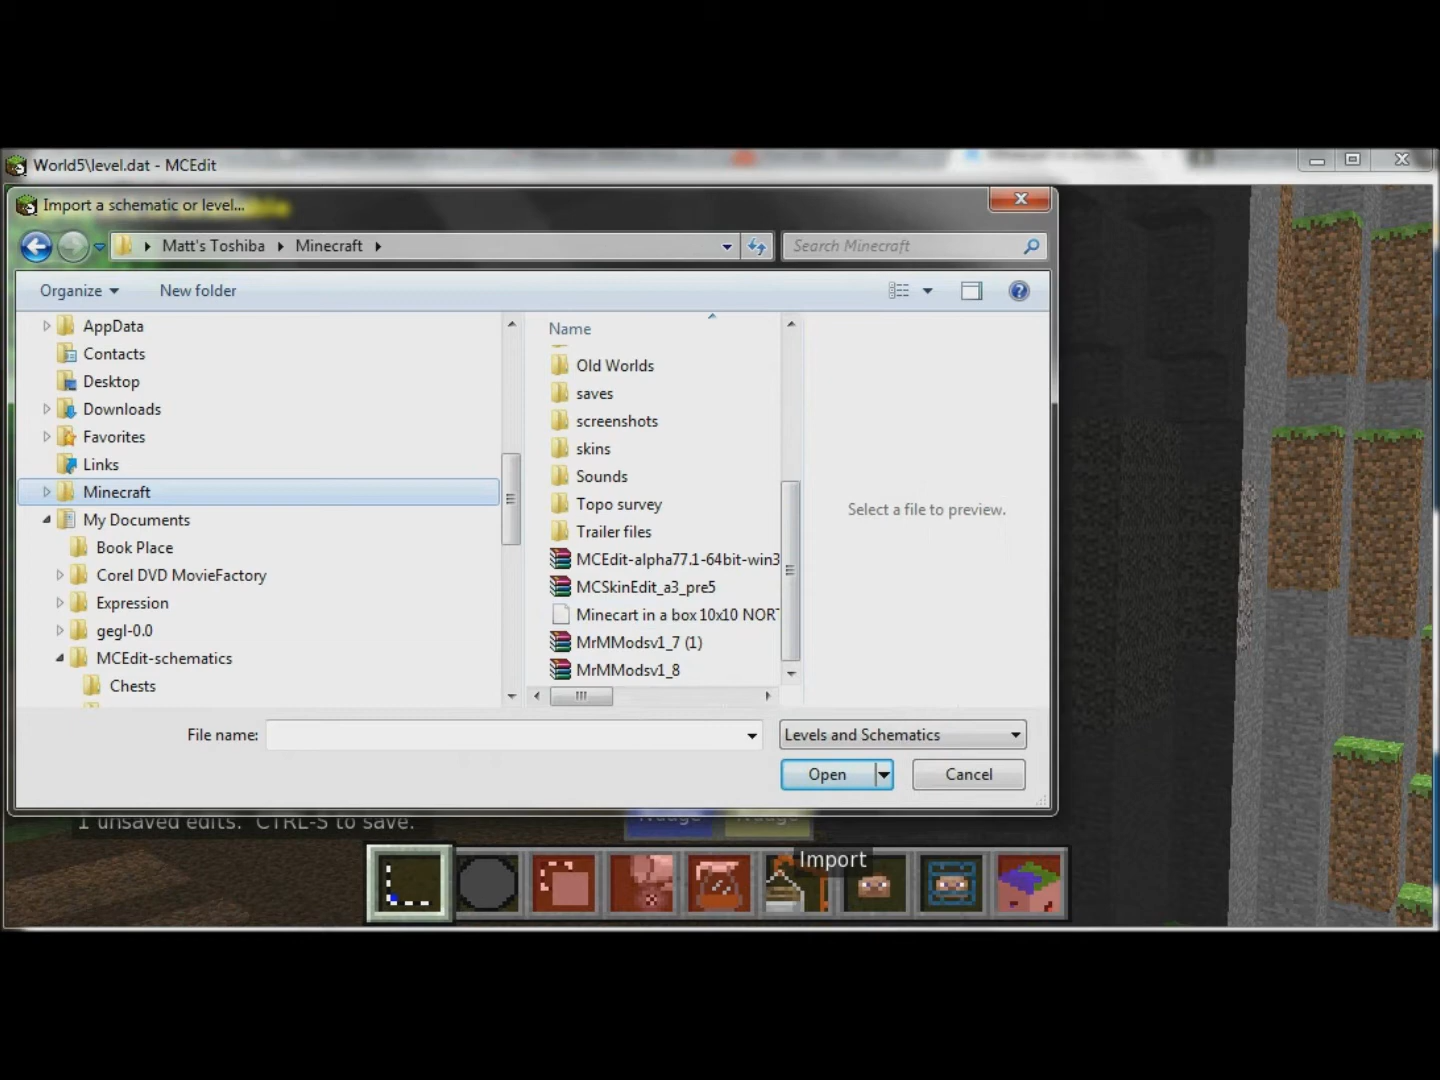 World5\level.dat - MCEdit
Import a schematic or level...
Matt's Toshiba
Minecraft
Search Minecraft
Organize
New folder
AppData
Contacts
Desktop
Downloads
Favorites
Links
Minecraft
My Documents
Book Place
Corel DVD MovieFactory
Expression
gegl-0.0
MCEdit-schematics
Chests
Name
Old Worlds
saves
screenshots
skins
Sounds
Topo survey
Trailer files
MCEdit-alpha77.1-64bit-win3
MCSkinEdit_a3_pre5
Minecart in a box 10x10 NORT
MrMModsv1_7 (1)
MrMModsv1_8
Select a file to preview.
File name:
Levels and Schematics
Open
Cancel
1 unsaved edits. CTRL-S to save.
Nudge
Nudge
Import